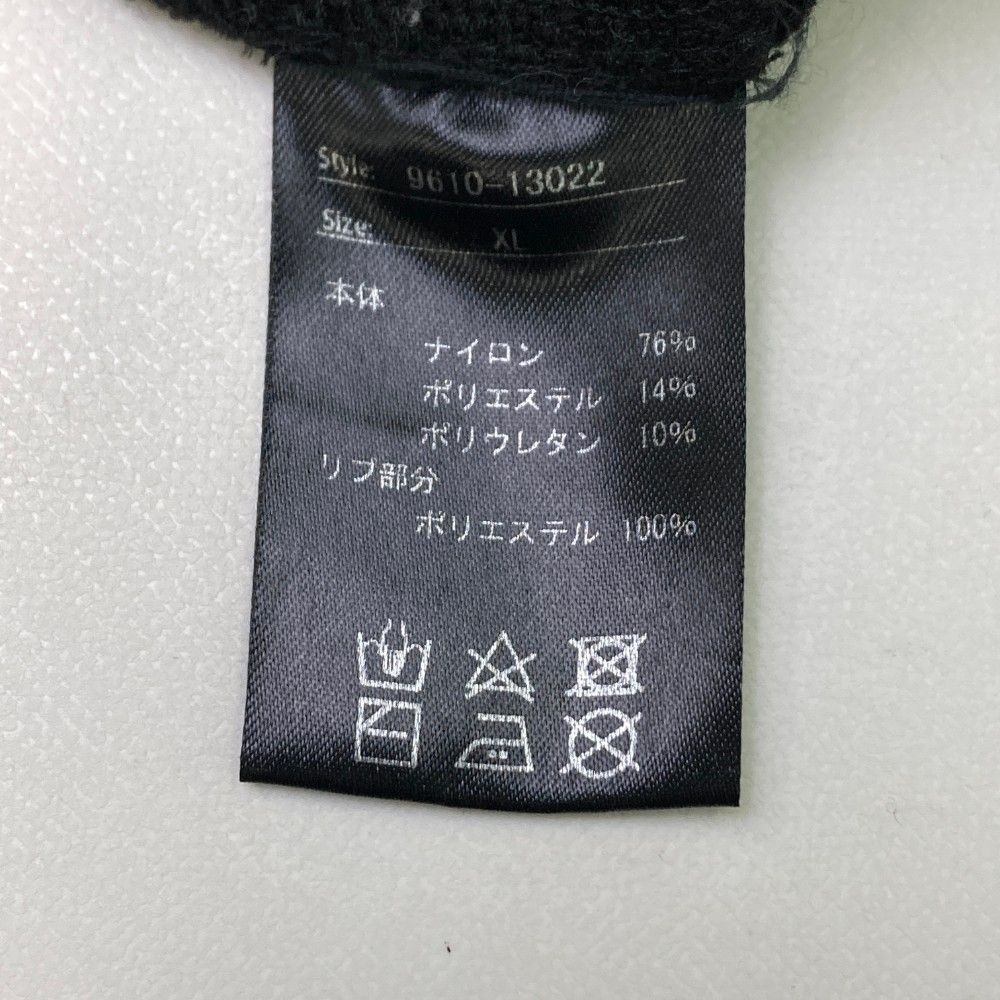 Style: 9610-13022
Size: XL
本体
ナイロン 76%
ポリエステル 14%
ポリウレタン 10%
リブ部分
ポリエステル 100%